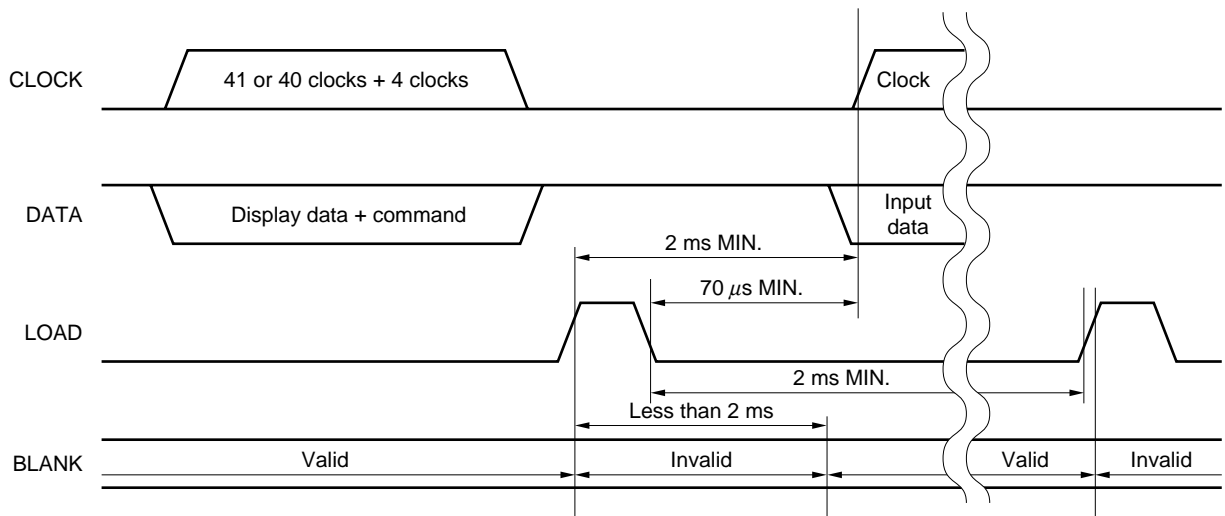 CLOCK
41 or 40 clocks + 4 clocks
Clock
DATA
Display data + command
Input
data
2 ms MIN.
70 μs MIN.
LOAD
2 ms MIN.
Less than 2 ms
BLANK
Valid
Invalid
Valid
Invalid